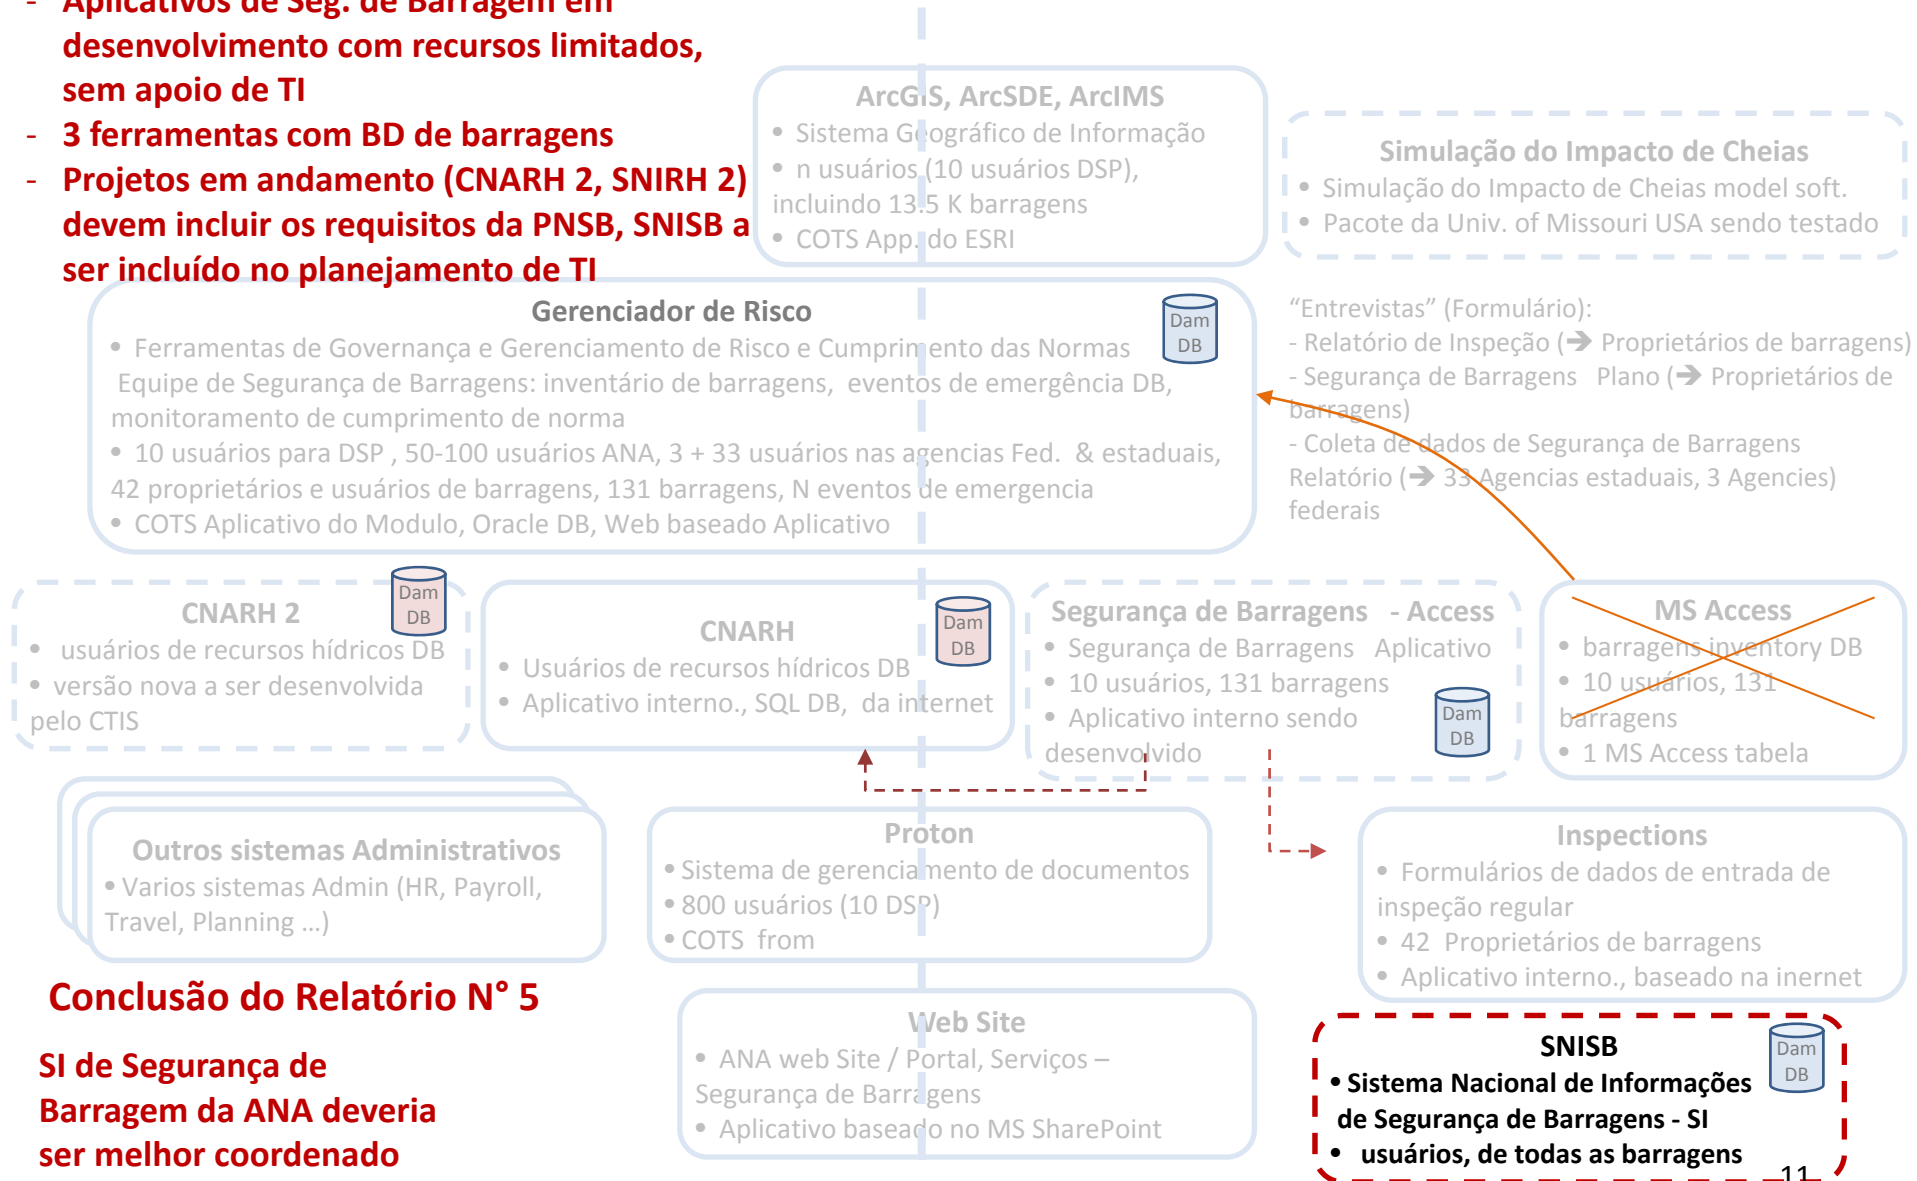 - Aplicativos de Seg. de Barragem em
desenvolvimento com recursos limitados,
sem apoio de TI
- 3 ferramentas com BD de barragens
- Projetos em andamento (CNARH 2, SNIRH 2)
devem incluir os requisitos da PNSB, SNISB a
ser incluído no planejamento de TI
ArcGIS, ArcSDE, ArcIMS
• Sistema Geográfico de Informação
• n usuários (10 usuários DSP),
incluindo 13.5 K barragens
• COTS App. do ESRI
Simulação do Impacto de Cheias
• Simulação do Impacto de Cheias model soft.
• Pacote da Univ. of Missouri USA sendo testado
Gerenciador de Risco
Dam
DB
• Ferramentas de Governança e Gerenciamento de Risco e Cumprimento das Normas
Equipe de Segurança de Barragens: inventário de barragens, eventos de emergência DB,
monitoramento de cumprimento de norma
• 10 usuários para DSP , 50-100 usuários ANA, 3 + 33 usuários nas agencias Fed. & estaduais,
42 proprietários e usuários de barragens, 131 barragens, N eventos de emergencia
• COTS Aplicativo do Modulo, Oracle DB, Web baseado Aplicativo
“Entrevistas” (Formulário):
- Relatório de Inspeção (➔ Proprietários de barragens)
- Segurança de Barragens Plano (➔ Proprietários de
barragens)
- Coleta de dados de Segurança de Barragens
Relatório (➔ 33 Agencias estaduais, 3 Agencies)
federais
CNARH 2
Dam
DB
• usuários de recursos hídricos DB
• versão nova a ser desenvolvida
pelo CTIS
CNARH
Dam
DB
• Usuários de recursos hídricos DB
• Aplicativo interno., SQL DB, da internet
Segurança de Barragens - Access
• Segurança de Barragens Aplicativo
• 10 usuários, 131 barragens
• Aplicativo interno sendo
desenvolvido
Dam
DB
MS Access
• barragens inventory DB
• 10 usuários, 131
barragens
• 1 MS Access tabela
Outros sistemas Administrativos
• Varios sistemas Admin (HR, Payroll,
Travel, Planning ...)
Proton
• Sistema de gerenciamento de documentos
• 800 usuários (10 DSP)
• COTS from
Inspections
• Formulários de dados de entrada de
inspeção regular
• 42 Proprietários de barragens
• Aplicativo interno., baseado na inernet
Conclusão do Relatório N° 5
SI de Segurança de
Barragem da ANA deveria
ser melhor coordenado
Web Site
• ANA web Site / Portal, Serviços –
Segurança de Barragens
• Aplicativo baseado no MS SharePoint
SNISB
Dam
DB
• Sistema Nacional de Informações
de Segurança de Barragens - SI
• usuários, de todas as barragens
11